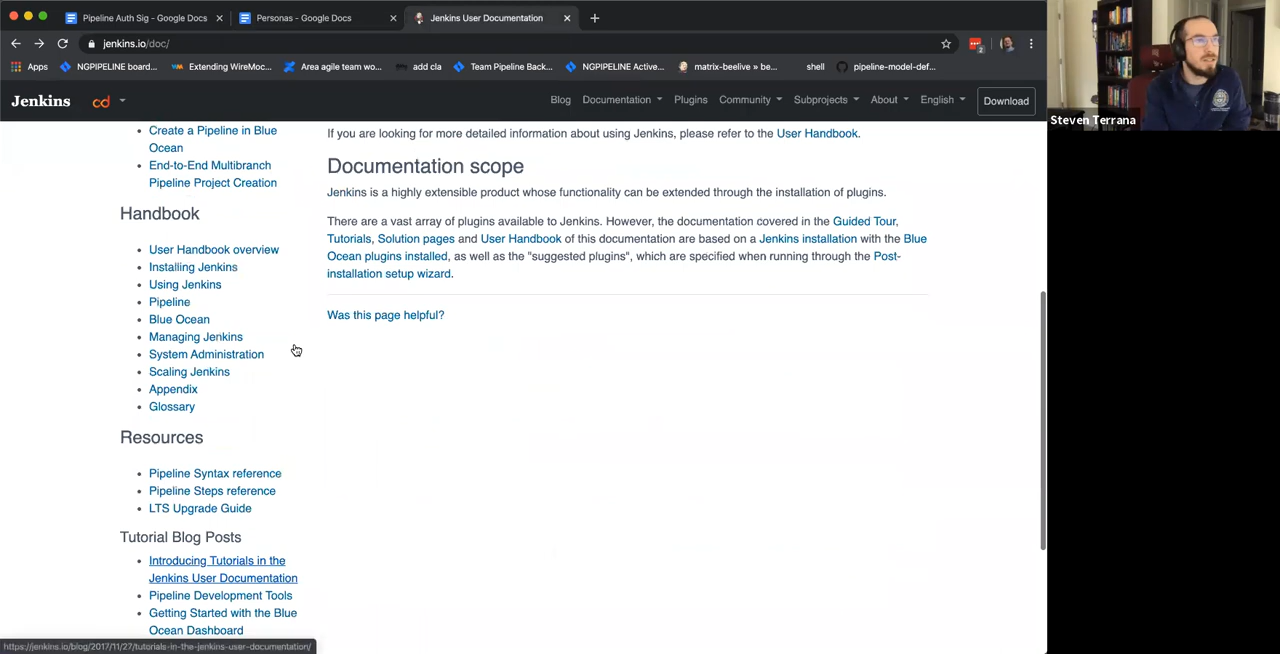 Pipeline Auth Sig - Google Docs
Personas - Google Docs
Jenkins User Documentation
jenkins.io/doc/
Apps
NGPIPELINE board...
Extending WireMoc...
Area agile team wo...
add cla
Team Pipeline Back...
NGPIPELINE Active...
matrix-beelive » be...
shell
pipeline-model-def...
Jenkins
cd
Blog
Documentation
Plugins
Community
Subprojects
About
English
Download
Steven Terrana
Create a Pipeline in Blue
Ocean
End-to-End Multibranch
Pipeline Project Creation
Handbook
User Handbook overview
Installing Jenkins
Using Jenkins
Pipeline
Blue Ocean
Managing Jenkins
System Administration
Scaling Jenkins
Appendix
Glossary
Resources
Pipeline Syntax reference
Pipeline Steps reference
LTS Upgrade Guide
Tutorial Blog Posts
Introducing Tutorials in the
Jenkins User Documentation
Pipeline Development Tools
Getting Started with the Blue
Ocean Dashboard
If you are looking for more detailed information about using Jenkins, please refer to the User Handbook.
Documentation scope
Jenkins is a highly extensible product whose functionality can be extended through the installation of plugins.
There are a vast array of plugins available to Jenkins. However, the documentation covered in the Guided Tour,
Tutorials, Solution pages and User Handbook of this documentation are based on a Jenkins installation with the Blue
Ocean plugins installed, as well as the "suggested plugins", which are specified when running through the Post-
installation setup wizard.
Was this page helpful?
https://jenkins.io/blog/2017/11/27/tutorials-in-the-jenkins-user-documentation/